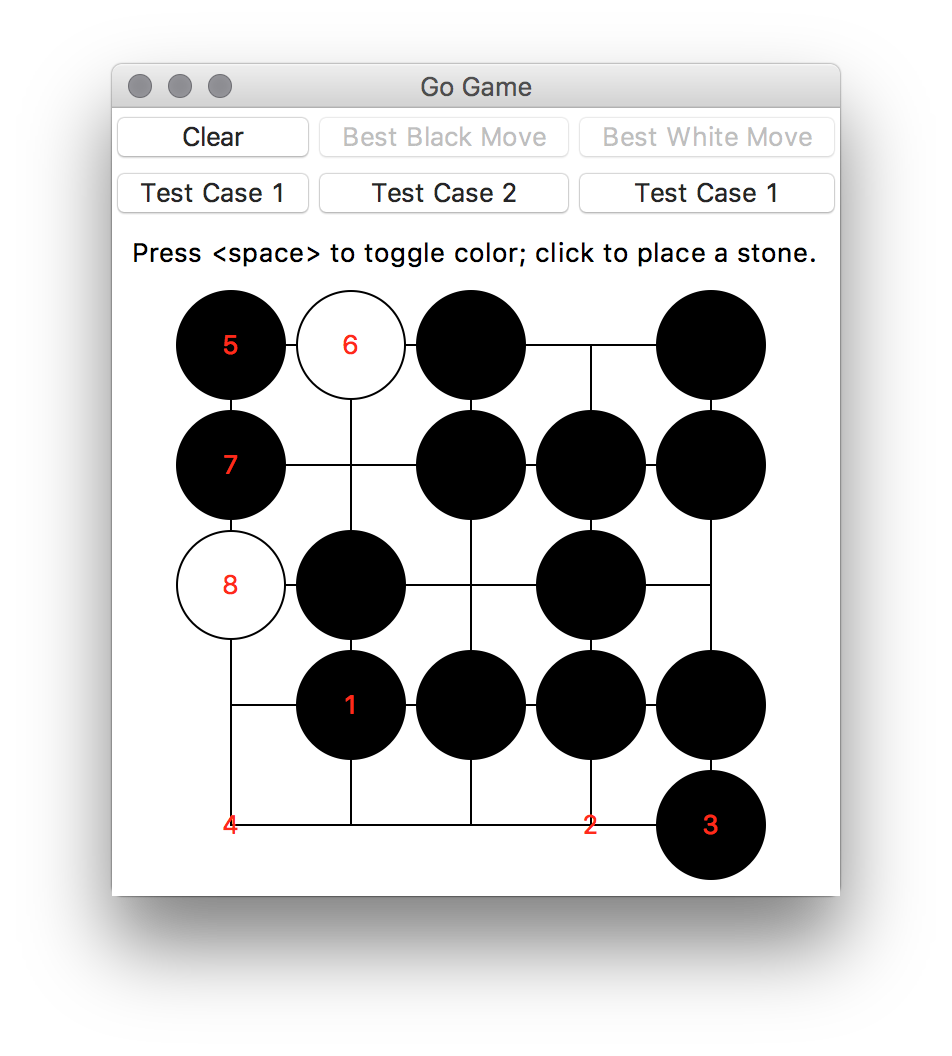 Go Game
Clear Best Black Move Best White Move
Test Case 1 Test Case 2 Test Case 1
Press <space> to toggle color; click to place a stone.
5 6
7
8
1
4 2 3